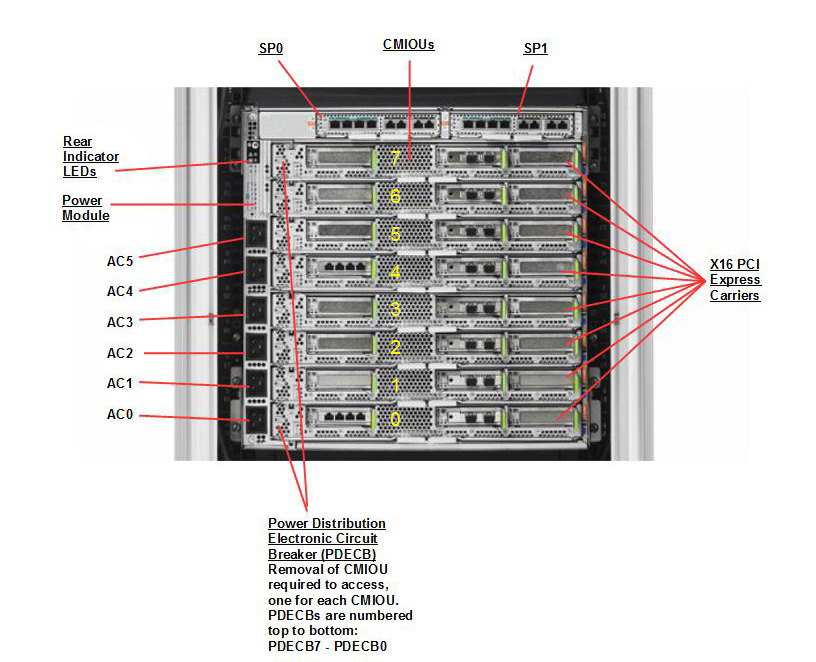 SP0
CMIOUs
SP1
Rear
Indicator
LEDs
Power
Module
AC5
AC4
AC3
AC2
AC1
AC0
7
6
5
4
3
2
1
0
X16 PCI
Express
Carriers
Power Distribution
Electronic Circuit
Breaker (PDECB)
Removal of CMIOU
required to access,
one for each CMIOU.
PDECBs are numbered
top to bottom:
PDECB7 - PDECB0